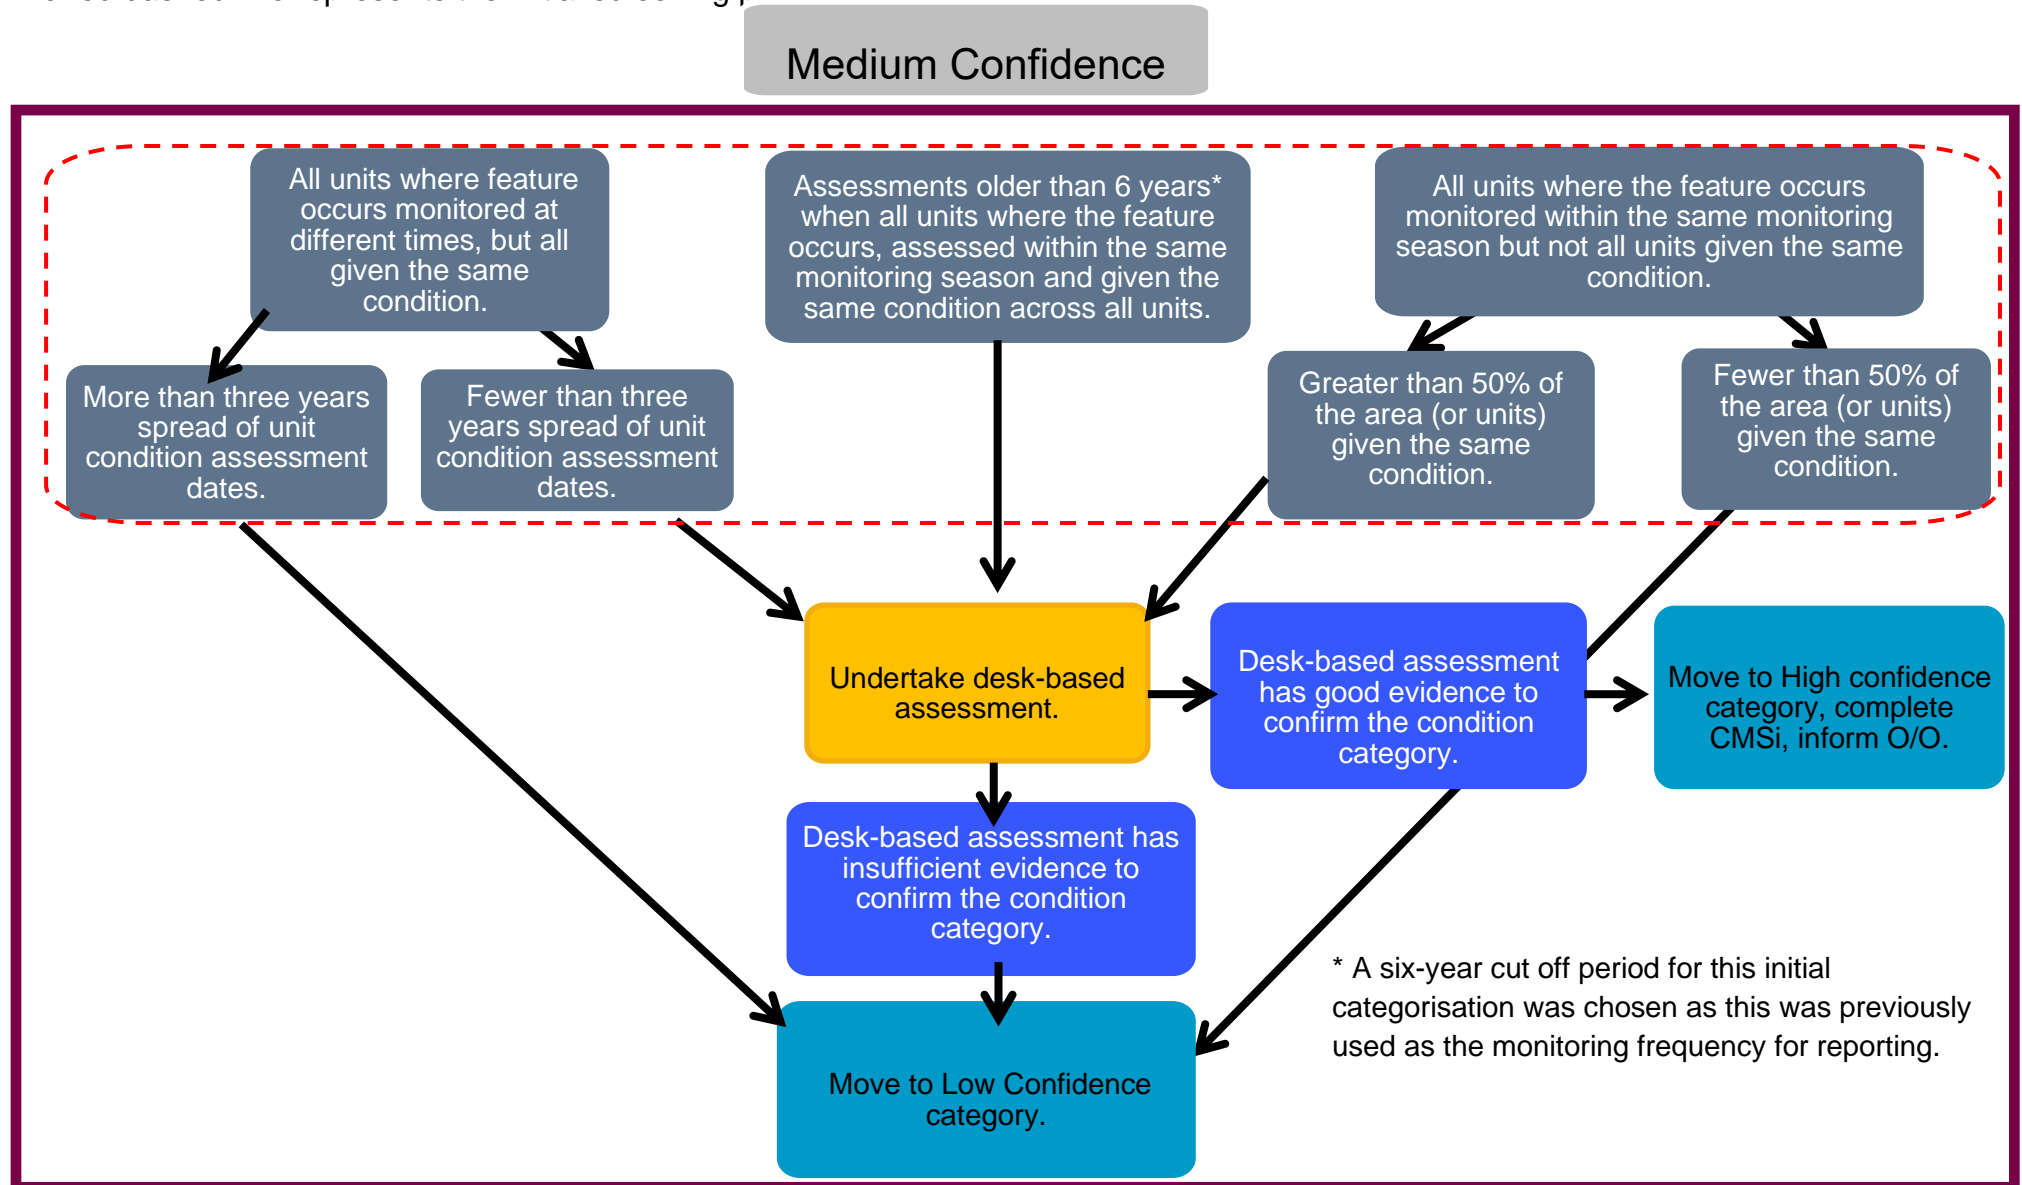 Medium Confidence
All units where feature
occurs monitored at
different times, but all
given the same
condition.
Assessments older than 6 years*
when all units where the feature
occurs, assessed within the same
monitoring season and given the
same condition across all units.
All units where the feature occurs
monitored within the same monitoring
season but not all units given the same
condition.
More than three years
spread of unit
condition assessment
dates.
Fewer than three
years spread of unit
condition assessment
dates.
Greater than 50% of
the area (or units)
given the same
condition.
Fewer than 50% of
the area (or units)
given the same
condition.
Undertake desk-based
assessment.
Desk-based assessment
has good evidence to
confirm the condition
category.
Move to High confidence
category, complete
CMSi, inform O/O.
Desk-based assessment has
insufficient evidence to
confirm the condition
category.
* A six-year cut off period for this initial
categorisation was chosen as this was previously
used as the monitoring frequency for reporting.
Move to Low Confidence
category.